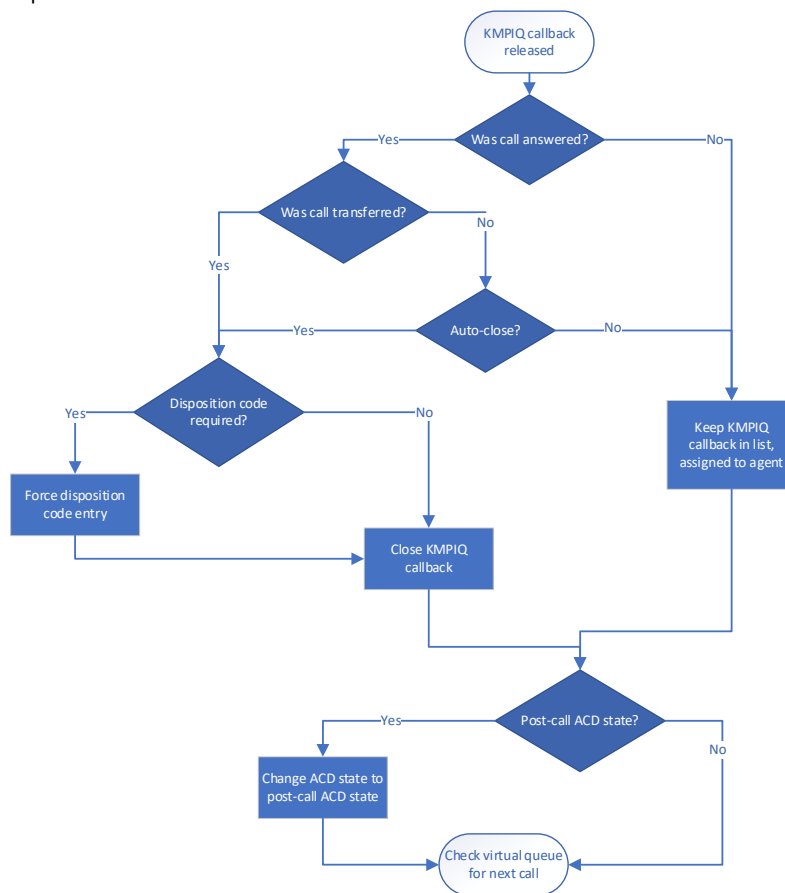 KMPIQ callback
released
Was call answered?
Yes
No
Was call transferred?
No
Yes
Auto-close?
Yes
No
Disposition code
required?
Yes
No
Keep KMPIQ
callback in list,
assigned to agent
Force disposition
code entry
Close KMPIQ
callback
Post-call ACD state?
Yes
No
Change ACD state to
post-call ACD state
Check virtual queue
for next call